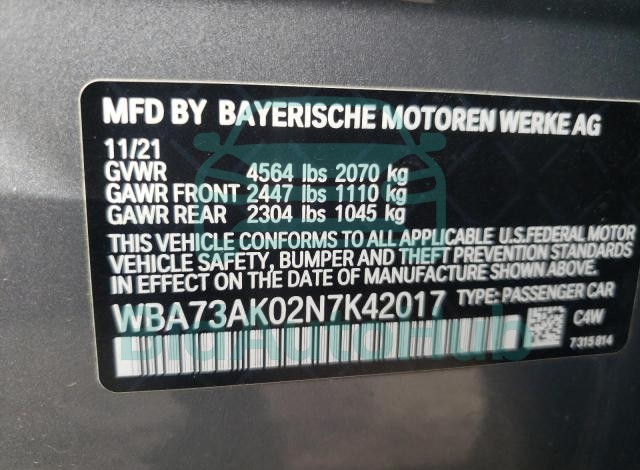 MFD BY BAYERISCHE MOTOREN WERKE AG
11/21
GVWR 4564 lbs 2070 kg
GAWR FRONT 2447 lbs 1110 kg
GAWR REAR 2304 lbs 1045 kg
THIS VEHICLE CONFORMS TO ALL APPLICABLE U.S.FEDERAL MOTOR
VEHICLE SAFETY, BUMPER AND THEFT PREVENTION STANDARDS
IN EFFECT ON THE DATE OF MANUFACTURE SHOWN ABOVE.
WBA73AK02N7K42017 TYPE: PASSENGER CAR
C4W
7315814
BidAutoHub